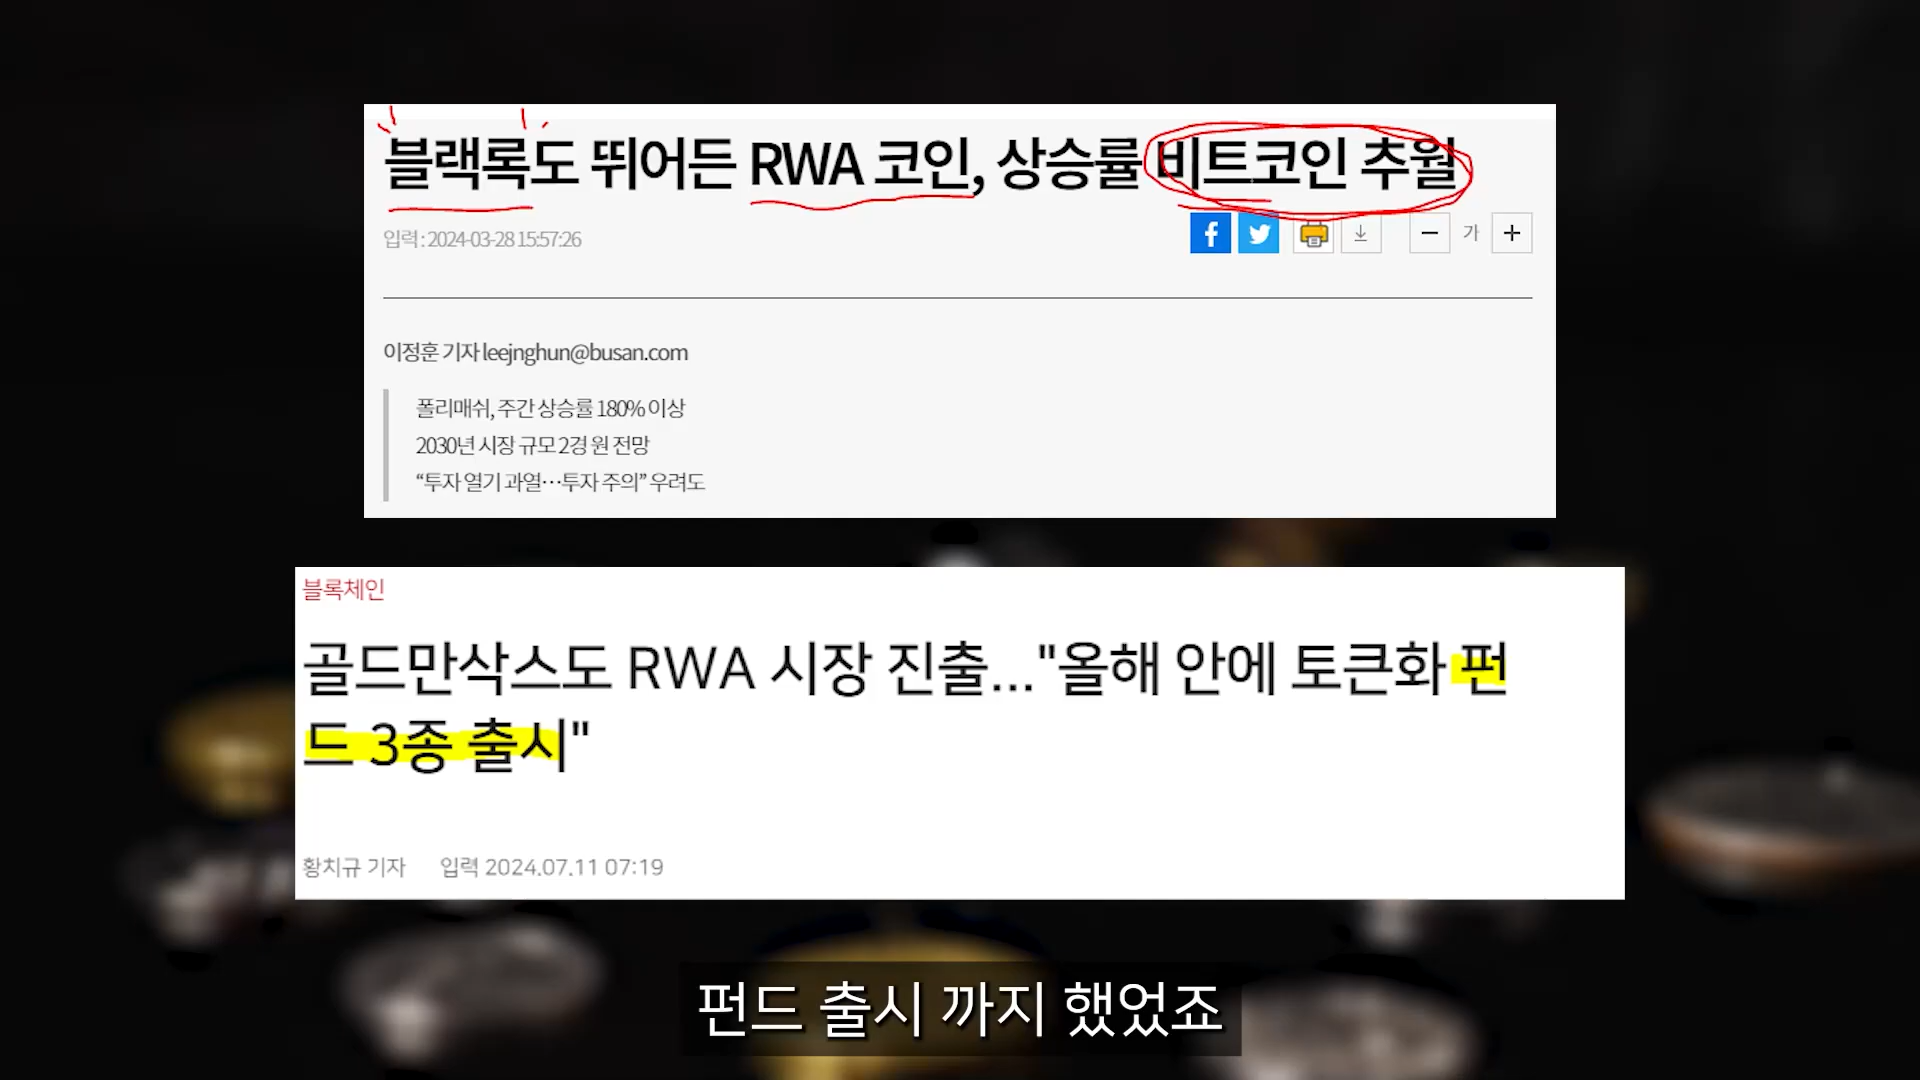 블랙록도 뛰어든 RWA 코인, 상승률 비트코인 추월
입력 : 2024-03-28 15:57:26
가
이정훈 기자 leejnghun@busan.com
폴리매쉬, 주간 상승률 180% 이상
2030년 시장 규모 2경 원 전망
“투자 열기 과열…투자 주의” 우려도
블록체인
골드만삭스도 RWA 시장 진출..."올해 안에 토큰화 펀
드 3종 출시"
황치규 기자 입력 2024.07.11 07:19
펀드 출시 까지 했었죠